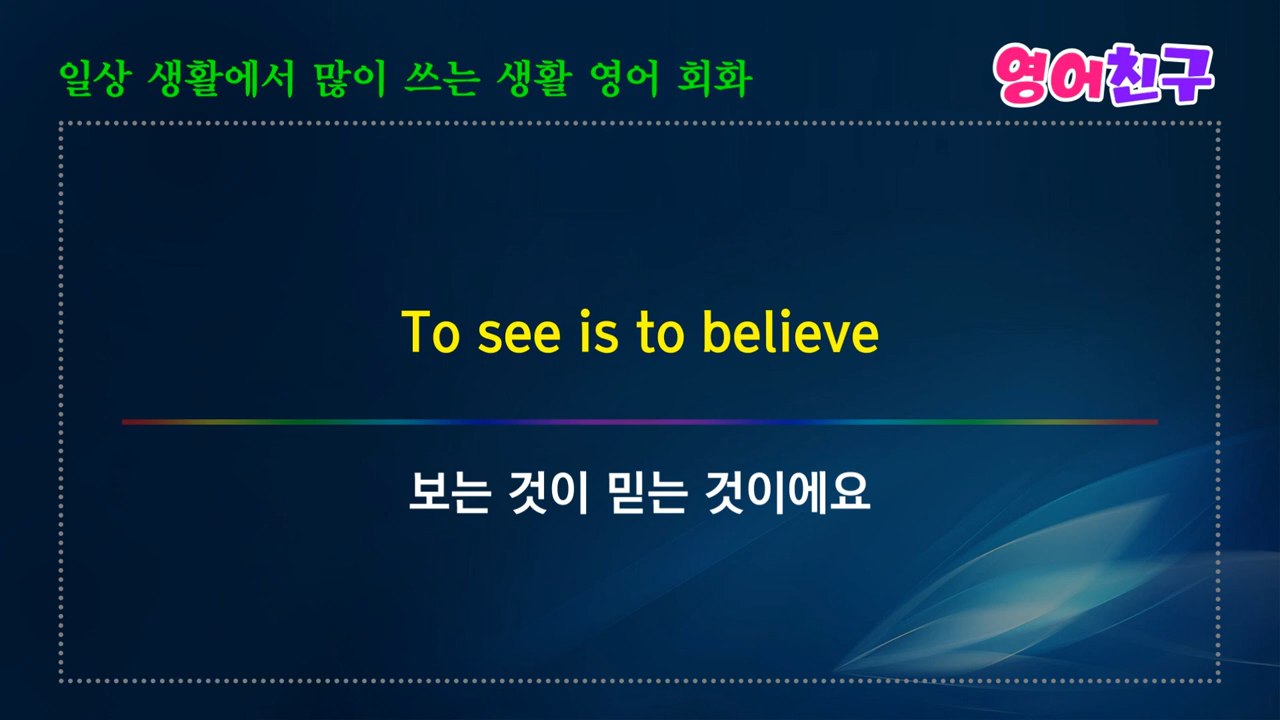 일상 생활에서 많이 쓰는 생활 영어 회화
영어친구
To see is to believe
보는 것이 믿는 것이에요